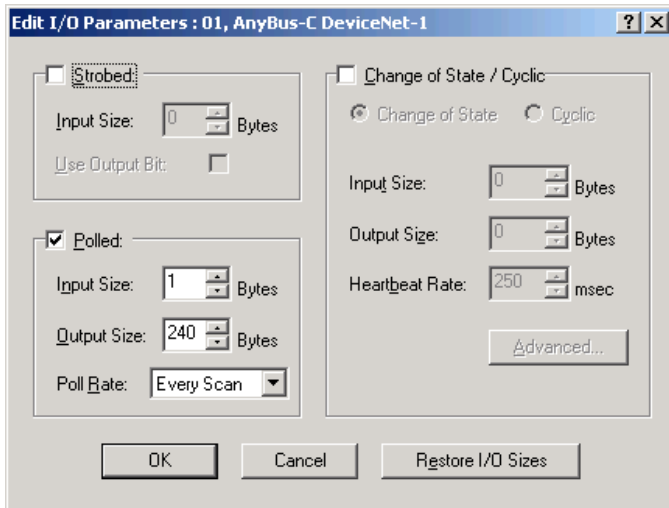 Edit I/O Parameters : 01, AnyBus-C DeviceNet-1
Strobed:
Input Size: 0 Bytes
Use Output Bit:
Polled:
Input Size: 1 Bytes
Output Size: 240 Bytes
Poll Rate: Every Scan
Change of State / Cyclic
Change of State Cyclic
Input Size: 0 Bytes
Output Size: 0 Bytes
Heartbeat Rate: 250 msec
Advanced...
OK Cancel Restore I/O Sizes